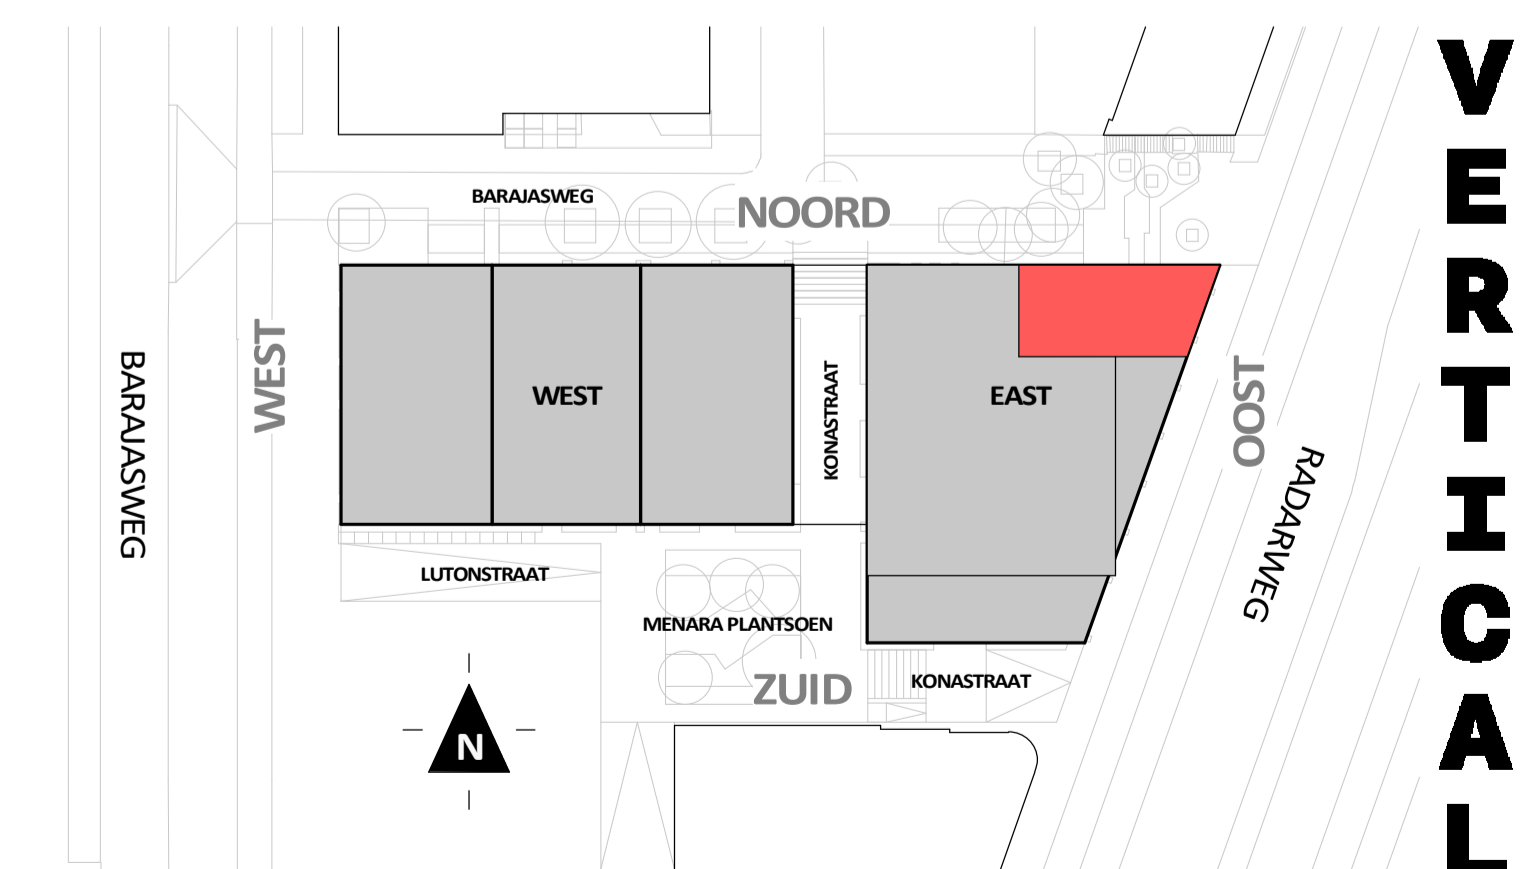 BARAJASWEG
NOORD
WEST
BARAJASWEG
WEST
KONASTRAAT
EAST
OOST
RADARWEG
LUTONSTRAAT
MENARA PLANTSOEN
ZUID
KONASTRAAT
N
VERTICAL